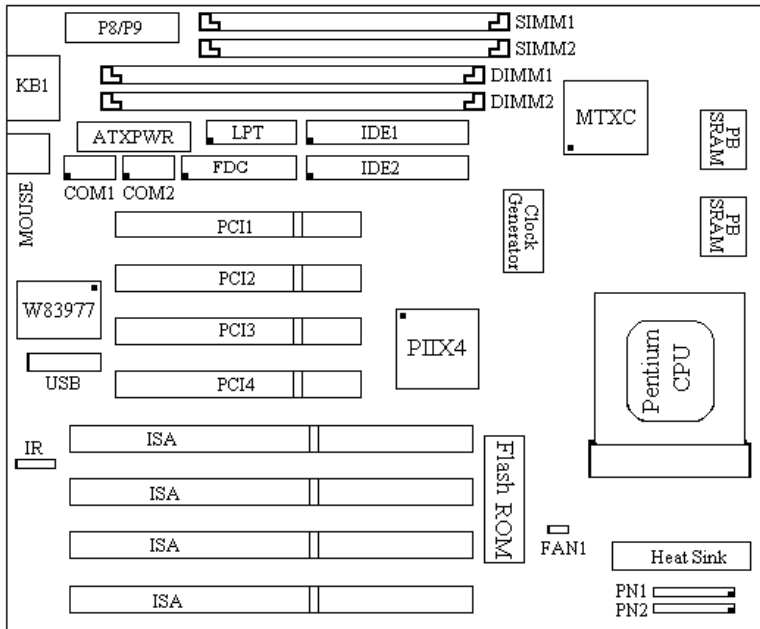 P8/P9
SIMM1
SIMM2
KB1
DIMM1
DIMM2
MTXC
PB
SRAM
ATXPWR
LPT
IDE1
COM1
COM2
FDC
IDE2
MOUSE
PB
SRAM
Clock
Generator
PCI1
PCI2
W83977
PCI3
PIIX4
Pentium
CPU
USB
PCI4
IR
ISA
ISA
Flash ROM
ISA
FAN1
Heat Sink
ISA
PN1
PN2